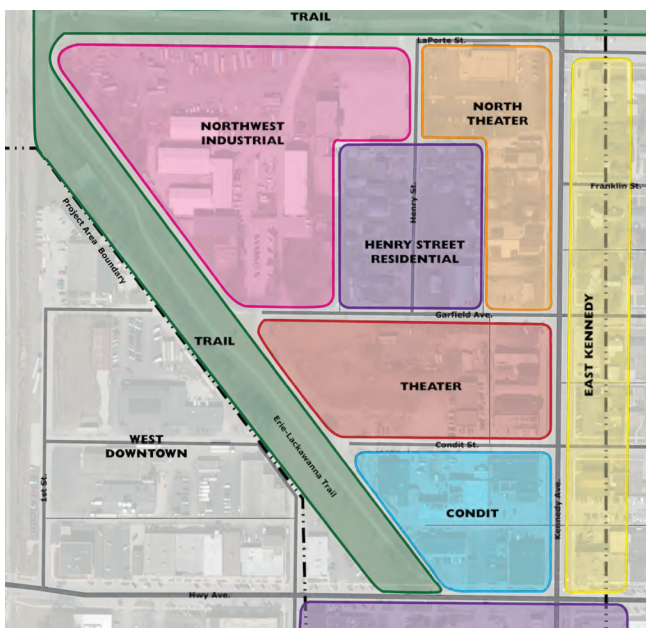 TRAIL
LaPorte St.
NORTHWEST
INDUSTRIAL
NORTH
THEATER
Franklin St.
Henry St.
Project Area Boundary
HENRY STREET
RESIDENTIAL
Garfield Ave.
TRAIL
THEATER
EAST KENNEDY
WEST
DOWNTOWN
Erie-Lackawanna Trail
Condit St.
1st St.
CONDIT
Kennedy Ave.
Hwy Ave.